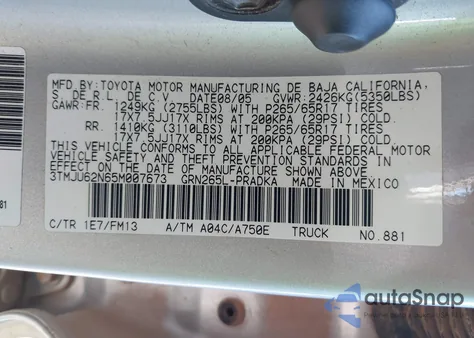 MFD.BY:TOYOTA MOTOR MANUFACTURING DE BAJA CALIFORNIA,
S DE R L DE C V DATE08/05 GVWR:2426KG(5350LBS)
GAWR:FR. 1249KG(2755LBS)WITH P265/65R17 TIRES
17X7.5JJ17X RIMS AT 200KPA (29PSI) COLD.
RR. 1410KG(3110LBS)WITH P265/65R17 TIRES
17X7.5JJ17X RIMS AT 200KPA (29PSI) COLD.
THIS VEHICLE CONFORMS TO ALL APPLICABLE FEDERAL MOTOR
VEHICLE SAFETY AND THEFT PREVENTION STANDARDS IN
EFFECT ON THE DATE OF MANUFACTURE SHOWN ABOVE.
3TMJU62N65M007673 GRN265L-PRADKA MADE IN MEXICO
C/TR 1E7/FM13 A/TM A04C/A750E TRUCK NO.881
881
autoSnap